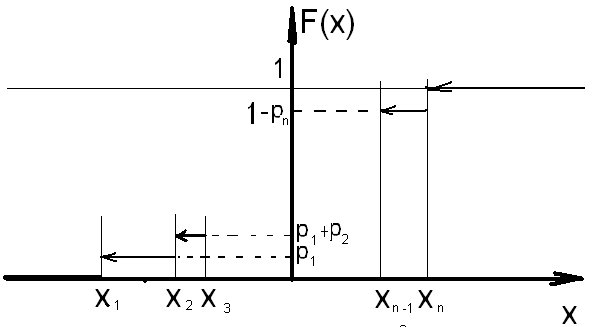 F(x)
1
1-pₙ
p₁+p₂
p₁
x₁ x₂ x₃ xₙ₋₁ xₙ
x